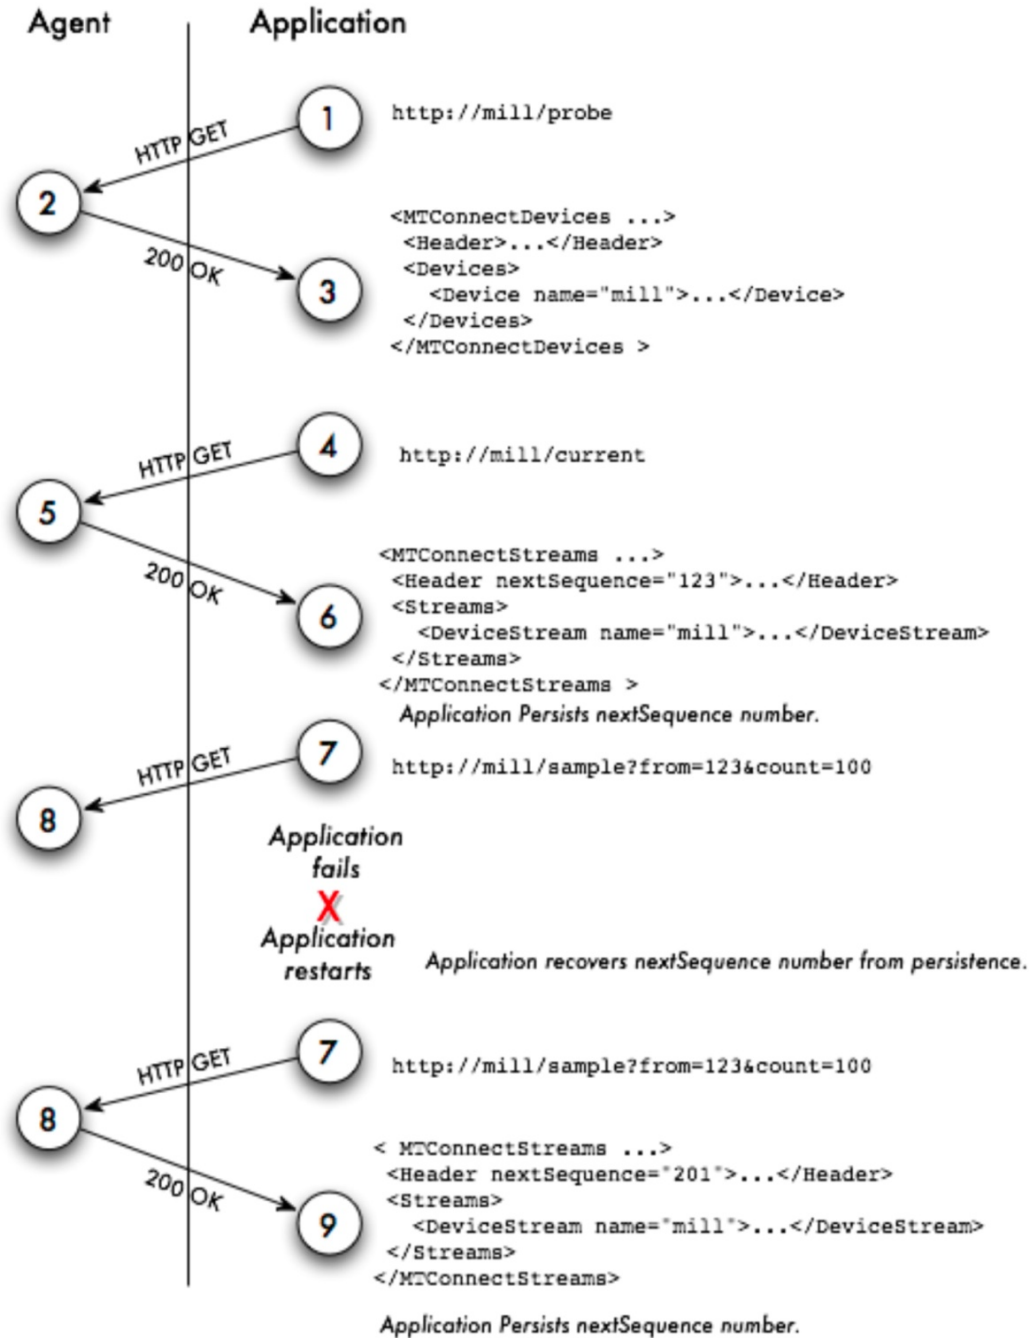 Agent
Application
1
http://mill/probe
HTTP GET
2
<MTConnectDevices ...>
<Header>...</Header>
<Devices>
<Device name="mill">...</Device>
</Devices>
</MTConnectDevices >
200 OK
3
4
http://mill/current
HTTP GET
5
<MTConnectStreams ...>
<Header nextSequence="123">...</Header>
<Streams>
<DeviceStream name="mill">...</DeviceStream>
</Streams>
</MTConnectStreams >
200 OK
6
Application Persists nextSequence number.
7
http://mill/sample?from=123&count=100
HTTP GET
8
Application
fails
X
Application
restarts
Application recovers nextSequence number from persistence.
7
http://mill/sample?from=123&count=100
HTTP GET
8
< MTConnectStreams ...>
<Header nextSequence="201">...</Header>
<Streams>
<DeviceStream name="mill">...</DeviceStream>
</Streams>
</MTConnectStreams>
200 OK
9
Application Persists nextSequence number.